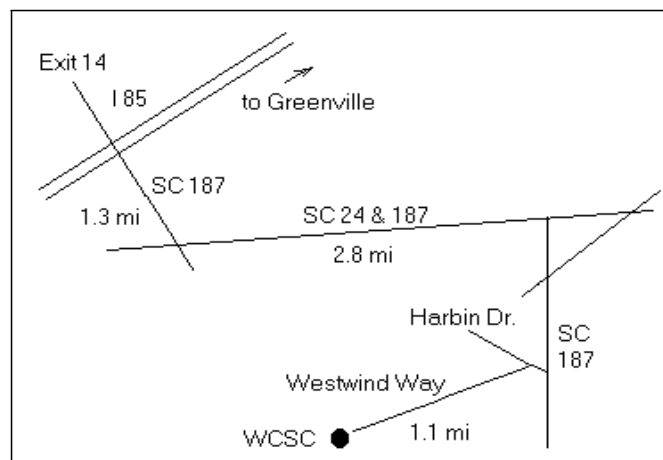 Exit 14
I 85
to Greenville
SC 187
1.3 mi
SC 24 & 187
2.8 mi
Harbin Dr.
SC
187
Westwind Way
WCSC
1.1 mi